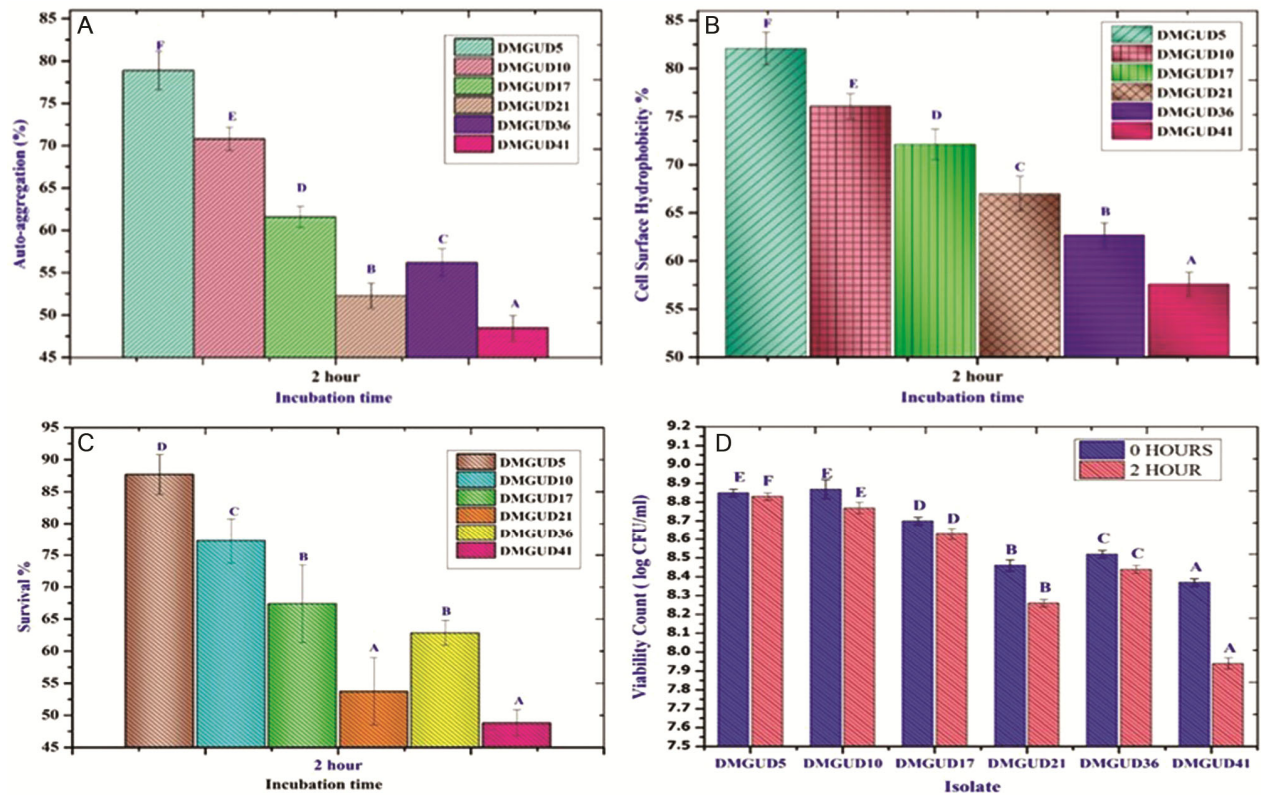 A
85
80
75
70
65
60
55
50
45
Auto-aggregation (%)
F
E
D
B
C
A
DMGUD5
DMGUD10
DMGUD17
DMGUD21
DMGUD36
DMGUD41
2 hour
Incubation time
B
85
80
75
70
65
60
55
50
Cell Surface Hydrophobicity %
F
E
D
C
B
A
DMGUD5
DMGUD10
DMGUD17
DMGUD21
DMGUD36
DMGUD41
2 hour
Incubation time
C
95
90
85
80
75
70
65
60
55
50
45
Survival %
D
C
B
A
B
A
DMGUD5
DMGUD10
DMGUD17
DMGUD21
DMGUD36
DMGUD41
2 hour
Incubation time
D
9.2
9.1
9.0
8.9
8.8
8.7
8.6
8.5
8.4
8.3
8.2
8.1
8.0
7.9
7.8
7.7
7.6
7.5
Viability Count ( log CFU/ml)
0 HOURS
2 HOUR
E F
E E
D D
B B
C C
A A
DMGUD5 DMGUD10 DMGUD17 DMGUD21 DMGUD36 DMGUD41
Isolate